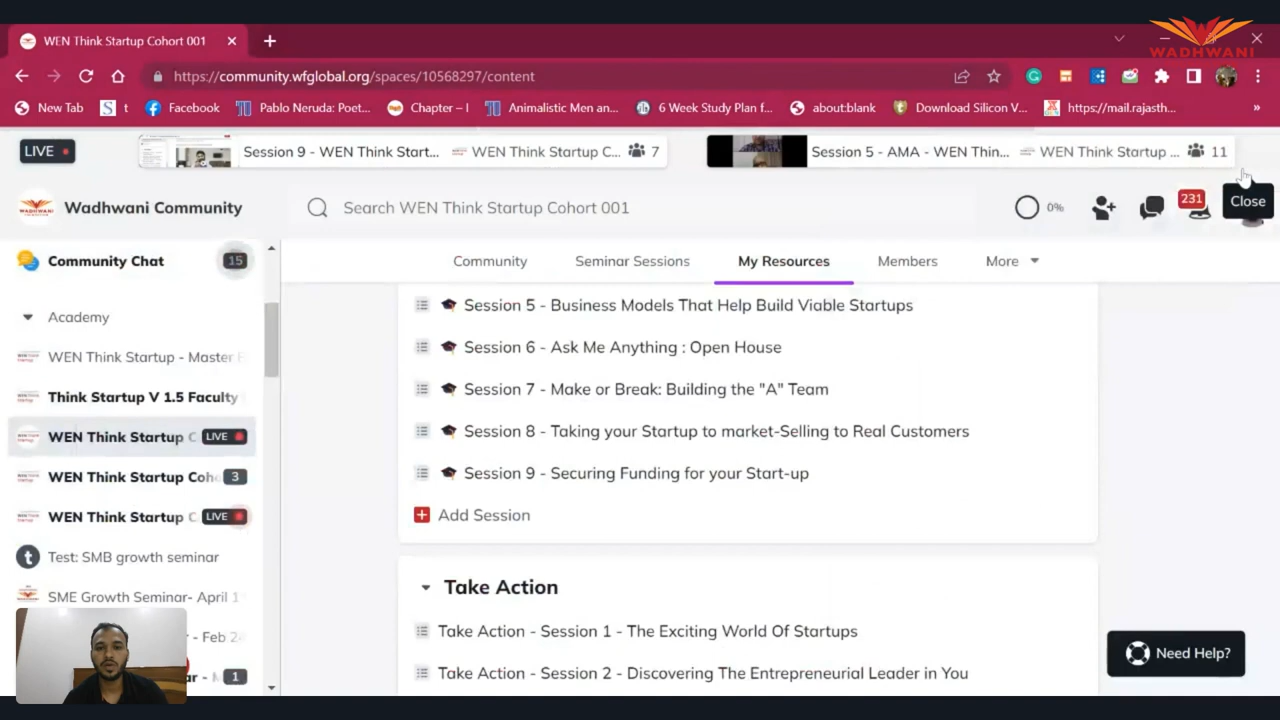 WADHWANI
WEN Think Startup Cohort 001
https://community.wfglobal.org/spaces/10568297/content
New Tab
S t
Facebook
Pablo Neruda: Poet...
Chapter – I
Animalistic Men an...
6 Week Study Plan f...
about:blank
Download Silicon V...
https://mail.rajasth...
»
LIVE
Session 9 - WEN Think Start...
WEN Think Startup C...
7
Session 5 - AMA - WEN Thin...
WEN Think Startup ...
11
Wadhwani Community
Search WEN Think Startup Cohort 001
0%
231
Close
Community Chat 15
Community
Seminar Sessions
My Resources
Members
More
Academy
WEN Think Startup - Master
Think Startup V 1.5 Faculty
WEN Think Startup C LIVE
WEN Think Startup Coh 3
WEN Think Startup C LIVE
t Test: SMB growth seminar
SME Growth Seminar- April 1
r - Feb 24
ar - 1
Session 5 - Business Models That Help Build Viable Startups
Session 6 - Ask Me Anything : Open House
Session 7 - Make or Break: Building the "A" Team
Session 8 - Taking your Startup to market-Selling to Real Customers
Session 9 - Securing Funding for your Start-up
Add Session
Take Action
Take Action - Session 1 - The Exciting World Of Startups
Take Action - Session 2 - Discovering The Entrepreneurial Leader in You
Need Help?